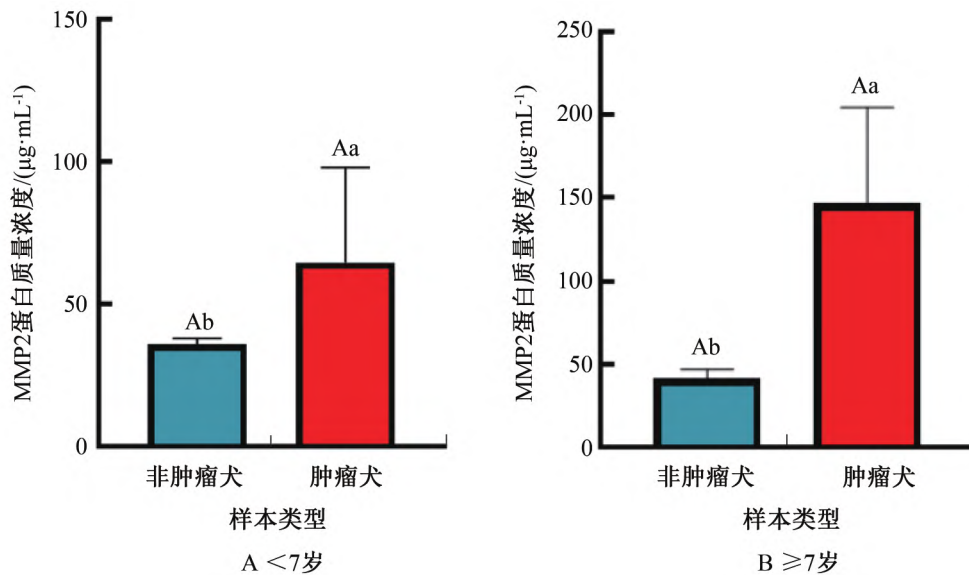 MMP2蛋白质量浓度/(μg·mL⁻¹)
150
100
50
0
Ab
Aa
非肿瘤犬
肿瘤犬
样本类型
A <7岁
MMP2蛋白质量浓度/(μg·mL⁻¹)
250
200
150
100
50
0
Ab
Aa
非肿瘤犬
肿瘤犬
样本类型
B ≥7岁